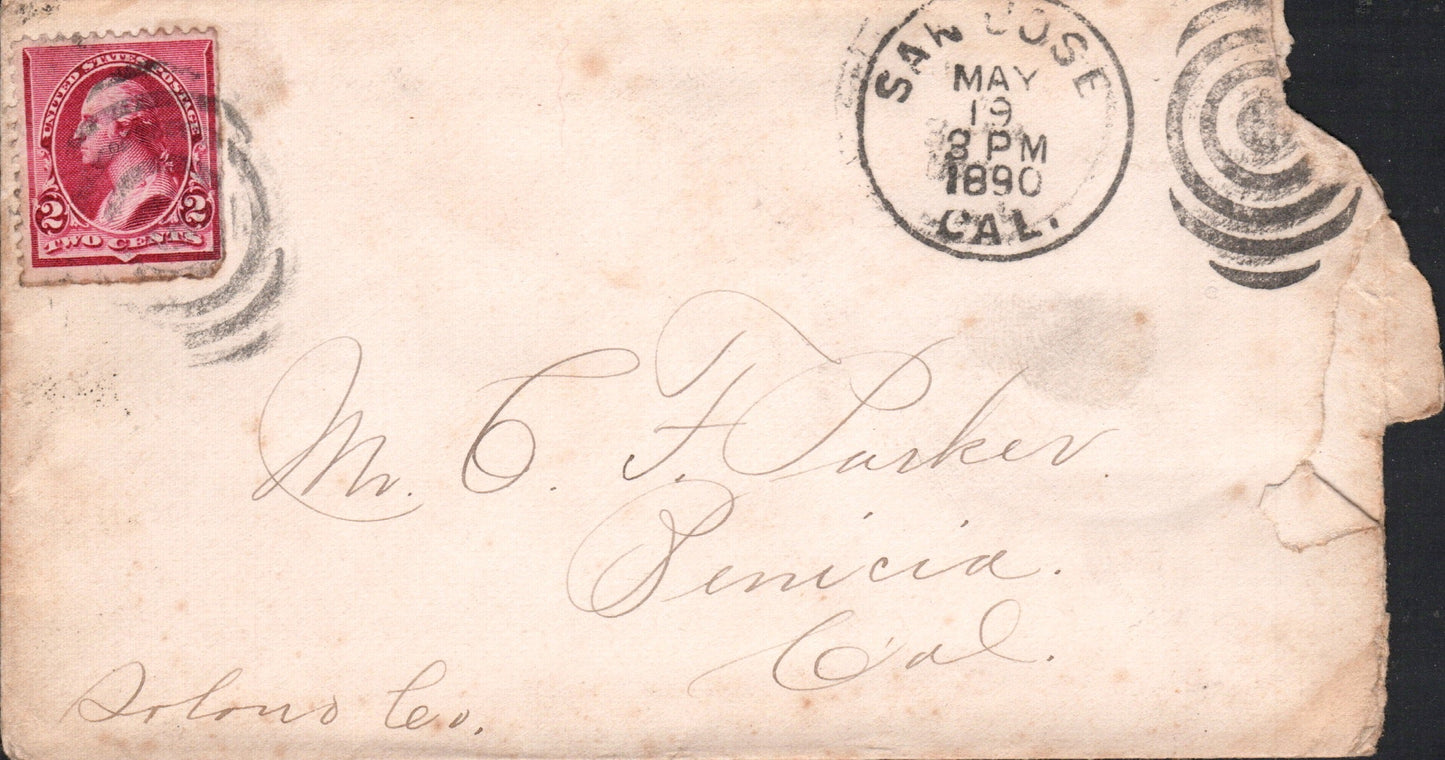 UNITED STATES POSTAGE
2 2
TWO CENTS
SAN JOSE
MAY
19
8 PM
1890
CAL.
Mr. C. F. Parker.
Benicia.
Cal.
Solano Co.